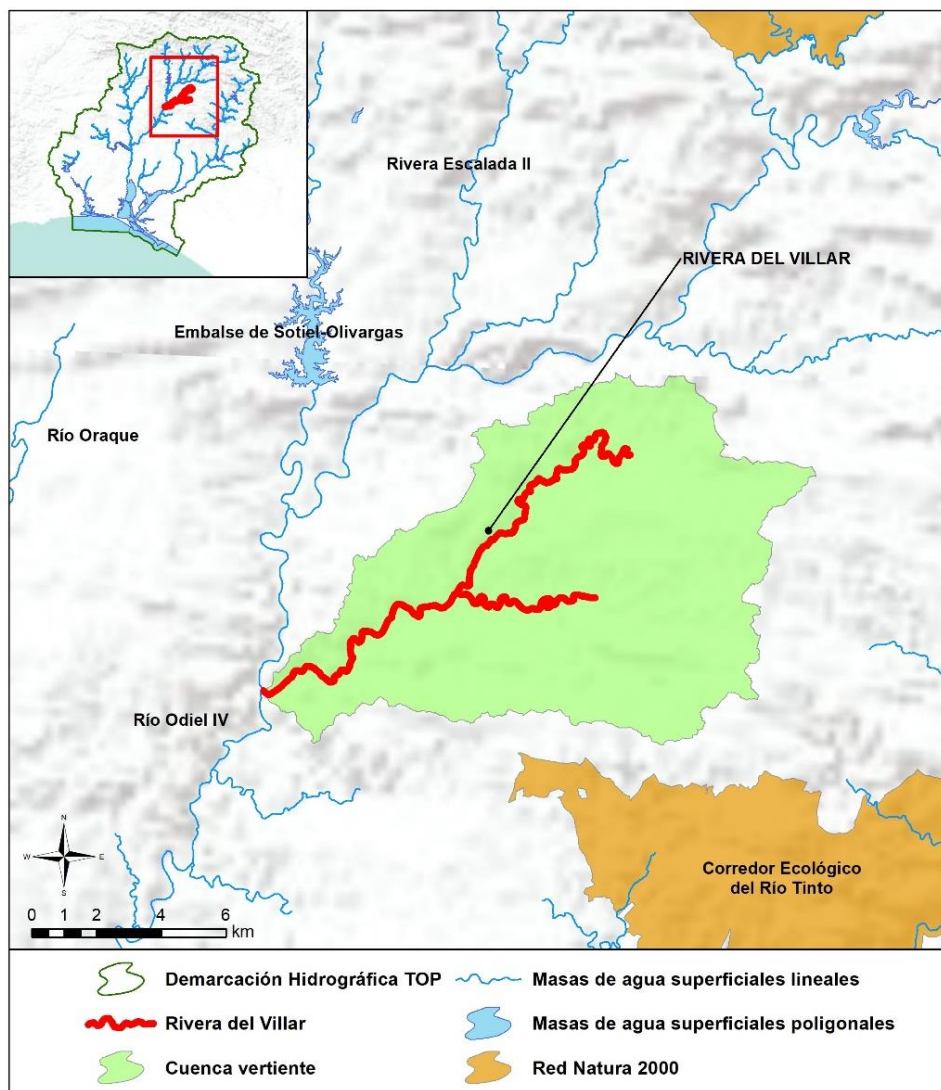 Rivera Escalada II
RIVERA DEL VILLAR
Embalse de Sotiel-Olivargas
Río Oraque
Río Odiel IV
Corredor Ecológico
del Río Tinto
N
W E
S
0 1 2 4 6
km
Demarcación Hidrográfica TOP
Masas de agua superficiales lineales
Rivera del Villar
Masas de agua superficiales poligonales
Cuenca vertiente
Red Natura 2000